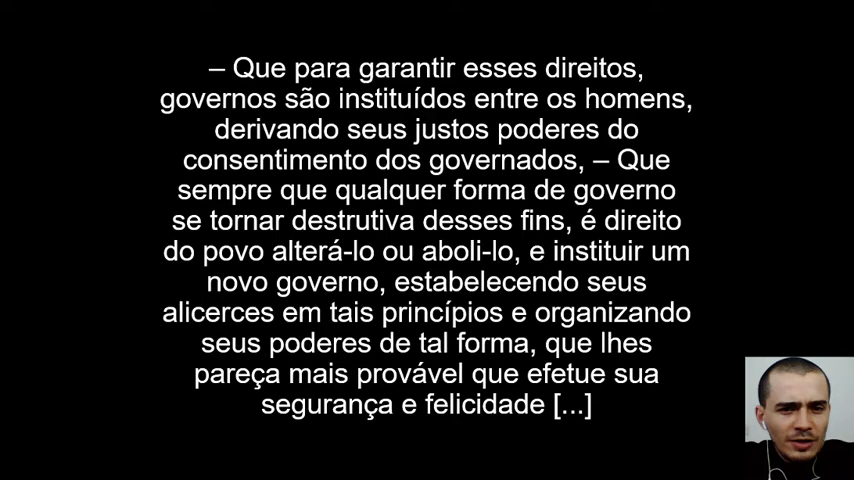 – Que para garantir esses direitos,
governos são instituídos entre os homens,
derivando seus justos poderes do
consentimento dos governados, – Que
sempre que qualquer forma de governo
se tornar destrutiva desses fins, é direito
do povo alterá-lo ou aboli-lo, e instituir um
novo governo, estabelecendo seus
alicerces em tais princípios e organizando
seus poderes de tal forma, que lhes
pareça mais provável que efetue sua
segurança e felicidade [...]